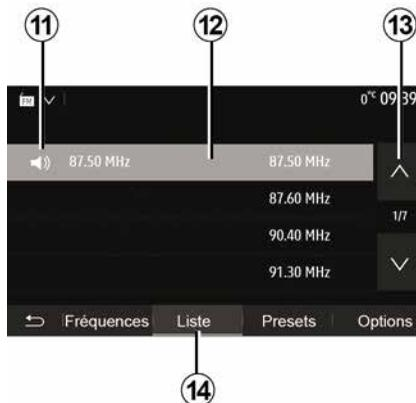 11 12 13
FM 0°C 09:39
87.50 MHz 87.50 MHz
87.60 MHz
1/7
90.40 MHz
91.30 MHz
Fréquences Liste Presets Options
14